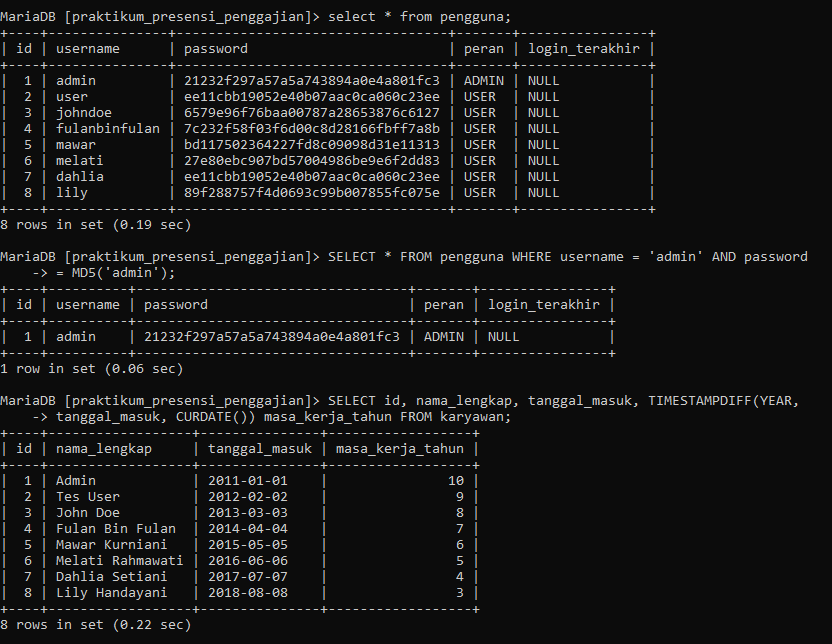 MariaDB [praktikum_presensi_penggajian]> select * from pengguna;
+----+---------------+----------------------------------+-------+----------------+
| id | username      | password                         | peran | login_terakhir |
+----+---------------+----------------------------------+-------+----------------+
|  1 | admin         | 21232f297a57a5a743894a0e4a801fc3 | ADMIN | NULL           |
|  2 | user          | ee11cbb19052e40b07aac0ca060c23ee | USER  | NULL           |
|  3 | johndoe       | 6579e96f76baa00787a28653876c6127 | USER  | NULL           |
|  4 | fulanbinfulan | 7c232f58f03f6d00c8d28166fbff7a8b | USER  | NULL           |
|  5 | mawar         | bd117502364227fd8c09098d31e11313 | USER  | NULL           |
|  6 | melati        | 27e80ebc907bd57004986be9e6f2dd83 | USER  | NULL           |
|  7 | dahlia        | ee11cbb19052e40b07aac0ca060c23ee | USER  | NULL           |
|  8 | lily          | 89f288757f4d0693c99b007855fc075e | USER  | NULL           |
+----+---------------+----------------------------------+-------+----------------+
8 rows in set (0.19 sec)
MariaDB [praktikum_presensi_penggajian]> SELECT * FROM pengguna WHERE username = 'admin' AND password
    -> = MD5('admin');
+----+----------+----------------------------------+-------+----------------+
| id | username | password                         | peran | login_terakhir |
+----+----------+----------------------------------+-------+----------------+
|  1 | admin    | 21232f297a57a5a743894a0e4a801fc3 | ADMIN | NULL           |
+----+----------+----------------------------------+-------+----------------+
1 row in set (0.06 sec)
MariaDB [praktikum_presensi_penggajian]> SELECT id, nama_lengkap, tanggal_masuk, TIMESTAMPDIFF(YEAR,
    -> tanggal_masuk, CURDATE()) masa_kerja_tahun FROM karyawan;
+----+------------------+---------------+------------------+
| id | nama_lengkap     | tanggal_masuk | masa_kerja_tahun |
+----+------------------+---------------+------------------+
|  1 | Admin            | 2011-01-01    |               10 |
|  2 | Tes User         | 2012-02-02    |                9 |
|  3 | John Doe         | 2013-03-03    |                8 |
|  4 | Fulan Bin Fulan  | 2014-04-04    |                7 |
|  5 | Mawar Kurniani   | 2015-05-05    |                6 |
|  6 | Melati Rahmawati | 2016-06-06    |                5 |
|  7 | Dahlia Setiani   | 2017-07-07    |                4 |
|  8 | Lily Handayani   | 2018-08-08    |                3 |
+----+------------------+---------------+------------------+
8 rows in set (0.22 sec)